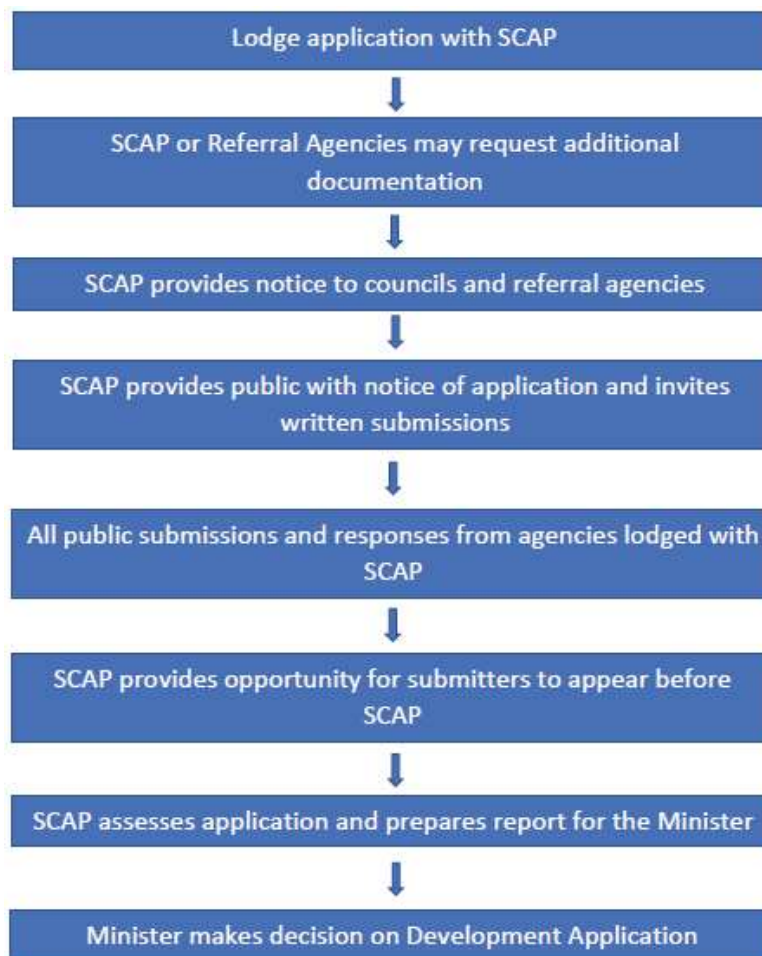 Lodge application with SCAP
SCAP or Referral Agencies may request additional
documentation
SCAP provides notice to councils and referral agencies
SCAP provides public with notice of application and invites
written submissions
All public submissions and responses from agencies lodged with
SCAP
SCAP provides opportunity for submitters to appear before
SCAP
SCAP assesses application and prepares report for the Minister
Minister makes decision on Development Application